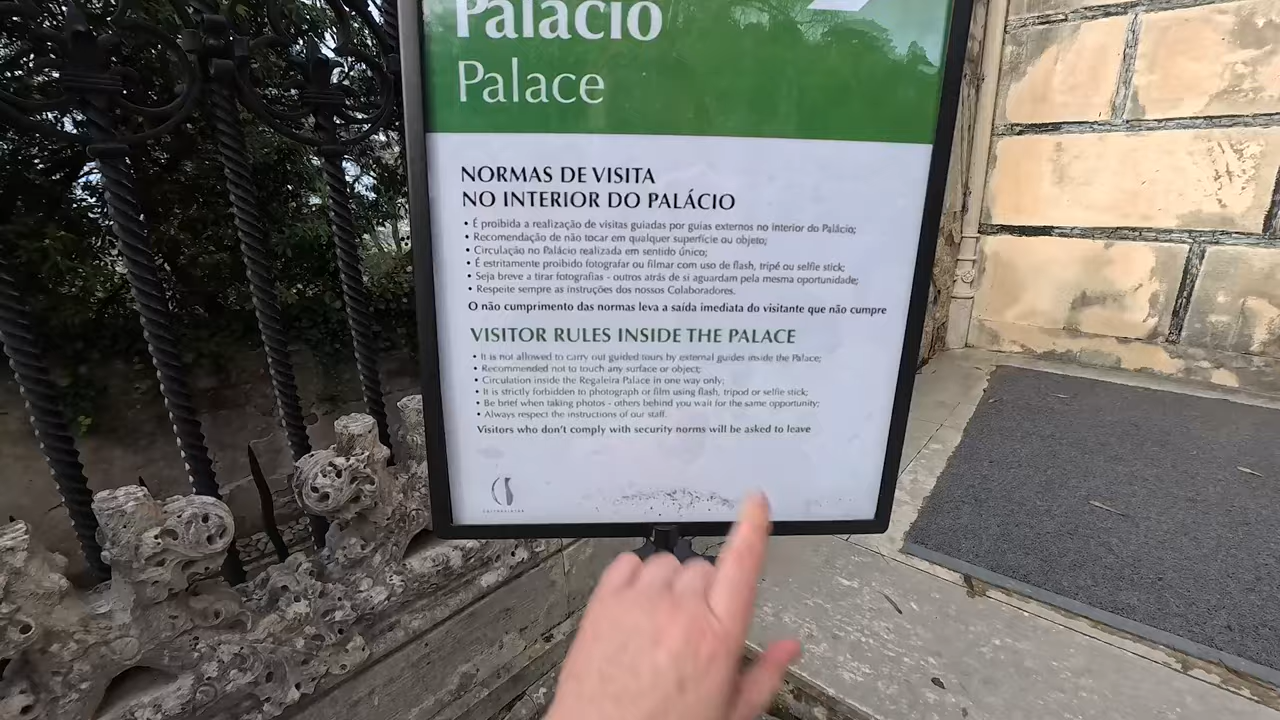 Palácio
Palace
NORMAS DE VISITA
NO INTERIOR DO PALÁCIO
• É proibida a realização de visitas guiadas por guias externos no interior do Palácio;
• Recomendação de não tocar em qualquer superfície ou objeto;
• Circulação no Palácio realizada em sentido único;
• É estritamente proibido fotografar ou filmar com uso de flash, tripé ou selfie stick;
• Seja breve a tirar fotografias - outros atrás de si aguardam pela mesma oportunidade;
• Respeite sempre as instruções dos nossos Colaboradores.
O não cumprimento das normas leva a saída imediata do visitante que não cumpre
VISITOR RULES INSIDE THE PALACE
• It is not allowed to carry out guided tours by external guides inside the Palace;
• Recommended not to touch any surface or object;
• Circulation inside the Regaleira Palace in one way only;
• It is strictly forbidden to photograph or film using flash, tripod or selfie stick;
• Be brief when taking photos - others behind you wait for the same opportunity;
• Always respect the instructions of our staff.
Visitors who don't comply with security norms will be asked to leave